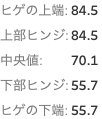 ヒゲの上端: 84.5
上部ヒンジ: 84.5
中央値: 70.1
下部ヒンジ: 55.7
ヒゲの下端: 55.7